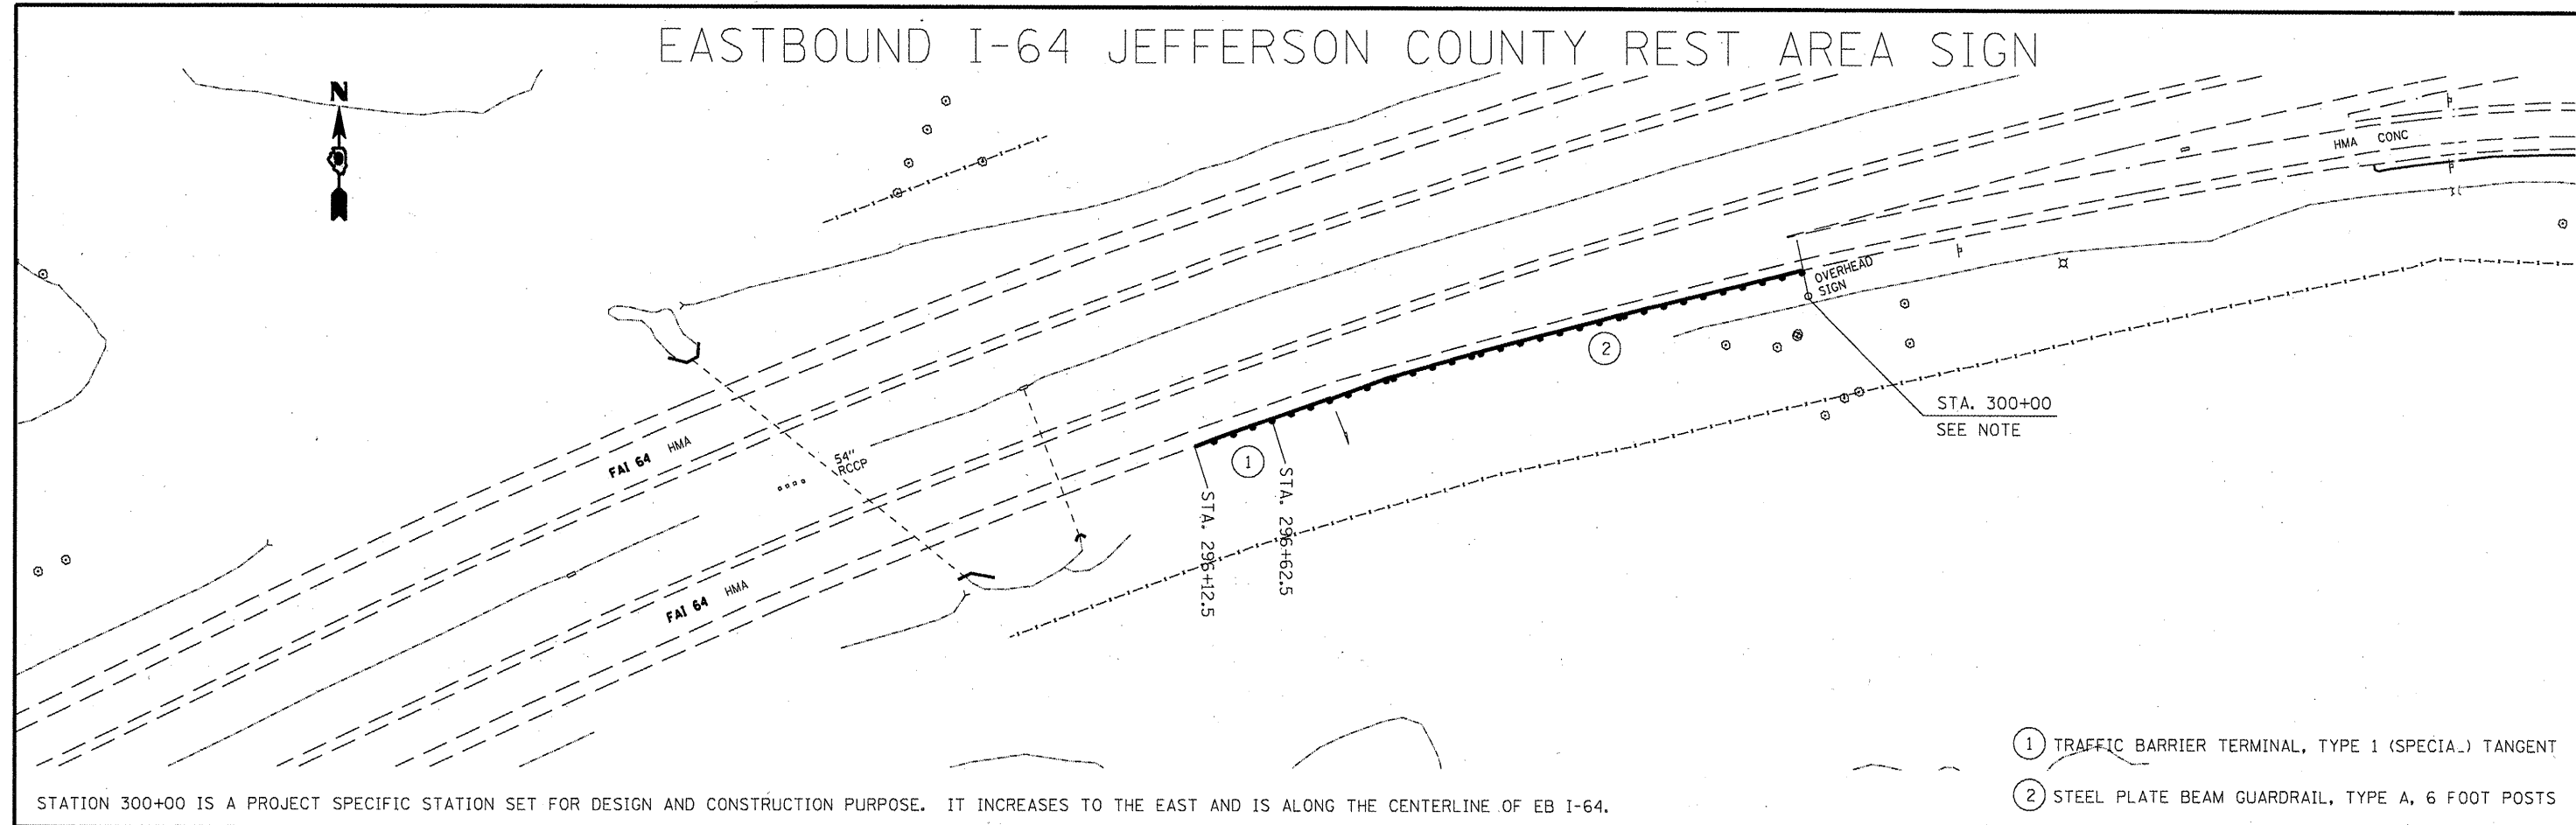 EASTBOUND I-64 JEFFERSON COUNTY REST AREA SIGN
N
HMA CONC
OVERHEAD
SIGN
2
STA. 300+00
SEE NOTE
FAI 64 HMA
54"
RCCP
1
STA. 296+12.5
STA. 296+62.5
FAI 64 HMA
1 TRAFFIC BARRIER TERMINAL, TYPE 1 (SPECIAL) TANGENT
2 STEEL PLATE BEAM GUARDRAIL, TYPE A, 6 FOOT POSTS
STATION 300+00 IS A PROJECT SPECIFIC STATION SET FOR DESIGN AND CONSTRUCTION PURPOSE. IT INCREASES TO THE EAST AND IS ALONG THE CENTERLINE OF EB I-64.